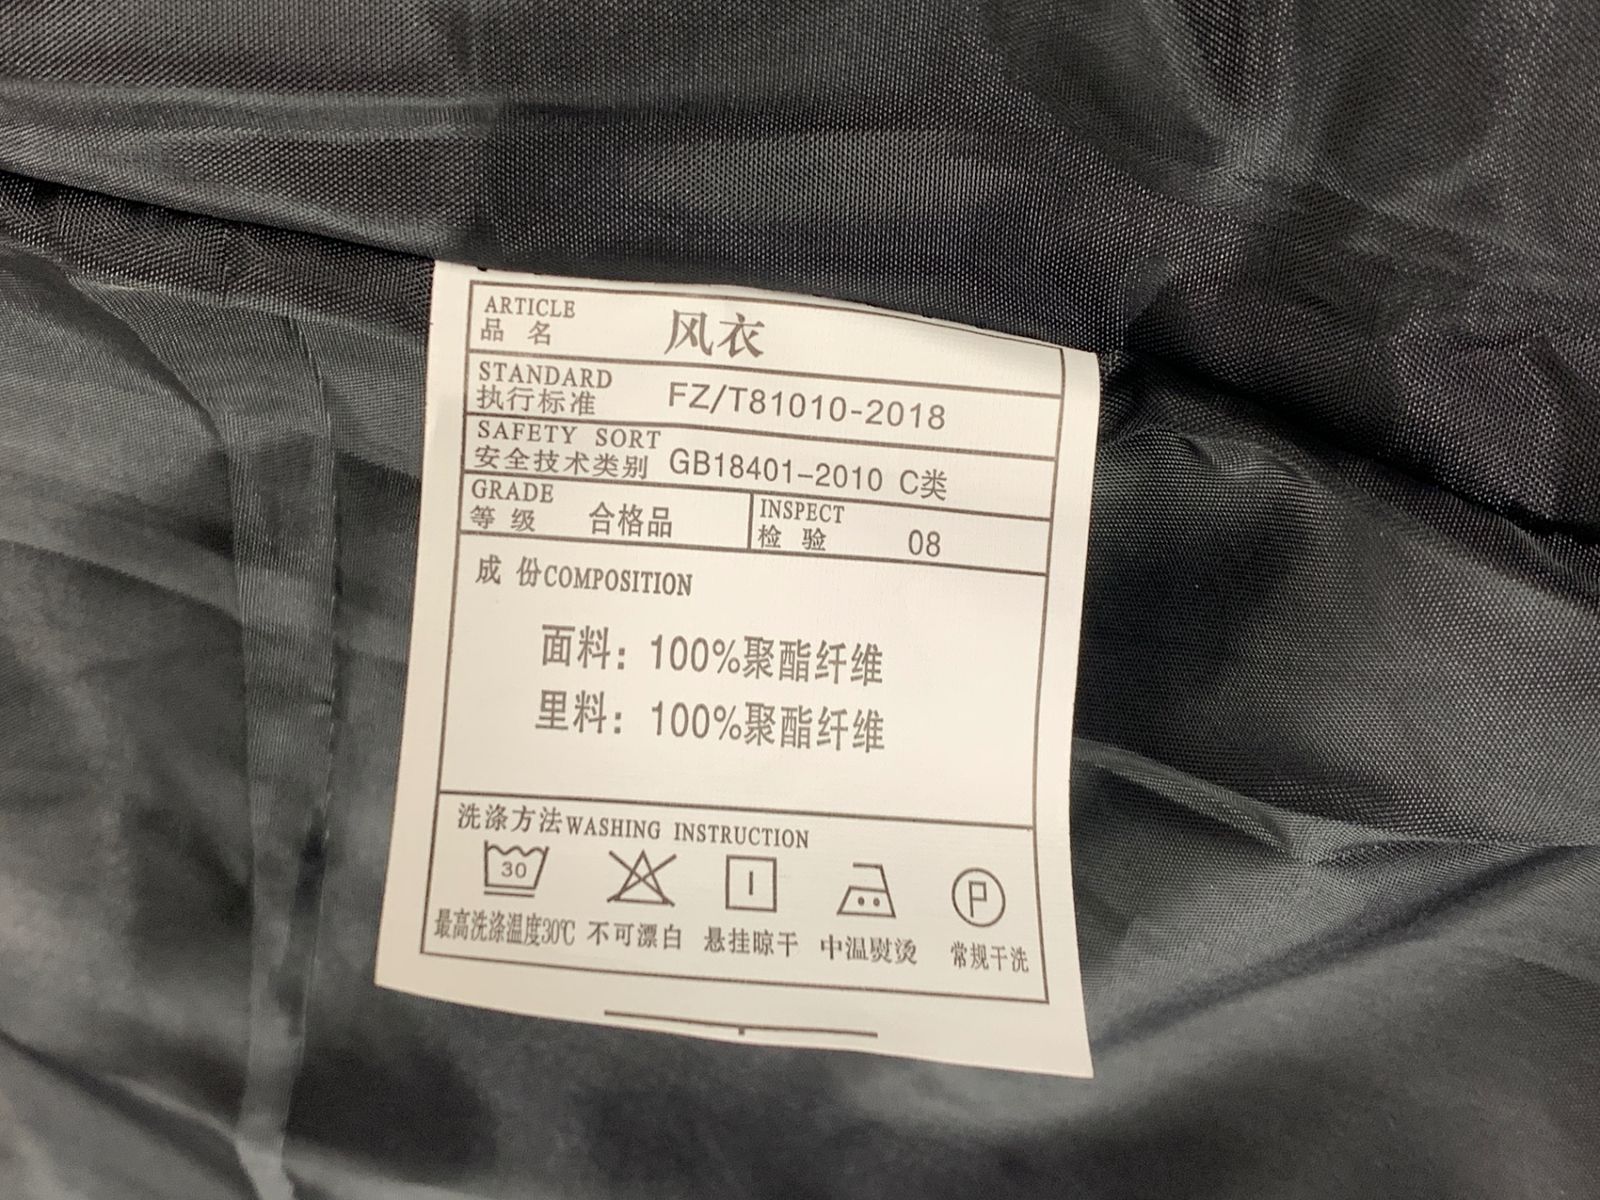 ARTICLE
品 名 风衣
STANDARD
执行标准 FZ/T81010-2018
SAFETY SORT
安全技术类别 GB18401-2010 C类
GRADE
等 级 合格品
INSPECT
检 验 08
成 份COMPOSITION
面料：100%聚酯纤维
里料：100%聚酯纤维
洗涤方法WASHING INSTRUCTION
30
P
最高洗涤温度30℃ 不可漂白 悬挂晾干 中温熨烫 常规干洗